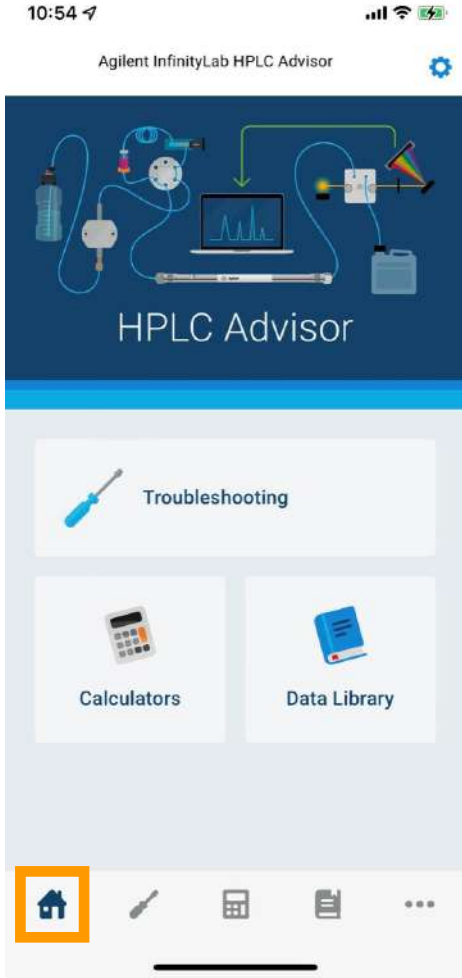 10:54
Agilent InfinityLab HPLC Advisor
HPLC Advisor
Troubleshooting
Calculators
Data Library